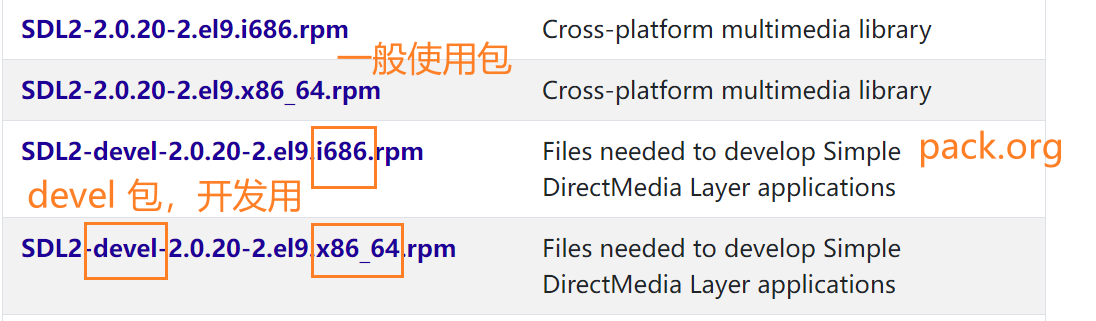 SDL2-2.0.20-2.el9.i686.rpm Cross-platform multimedia library
一般使用包
SDL2-2.0.20-2.el9.x86_64.rpm Cross-platform multimedia library
SDL2-devel-2.0.20-2.el9.i686.rpm Files needed to develop Simple
pack.org
DirectMedia Layer applications
devel 包，开发用
SDL2-devel-2.0.20-2.el9.x86_64.rpm Files needed to develop Simple
DirectMedia Layer applications